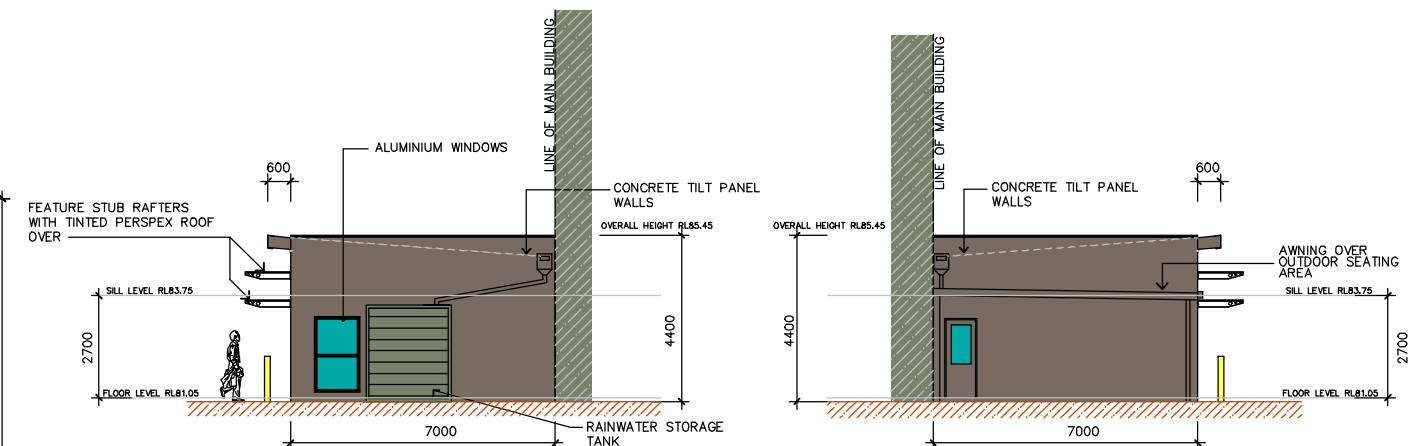 LINE OF MAIN BUILDING
ALUMINIUM WINDOWS
600
FEATURE STUB RAFTERS
WITH TINTED PERSPEX ROOF
OVER
CONCRETE TILT PANEL
WALLS
OVERALL HEIGHT RL85.45
SILL LEVEL RL83.75
2700
4400
FLOOR LEVEL RL81.05
7000
RAINWATER STORAGE
TANK
LINE OF MAIN BUILDING
600
CONCRETE TILT PANEL
WALLS
OVERALL HEIGHT RL85.45
AWNING OVER
OUTDOOR SEATING
AREA
SILL LEVEL RL83.75
4400
2700
FLOOR LEVEL RL81.05
7000